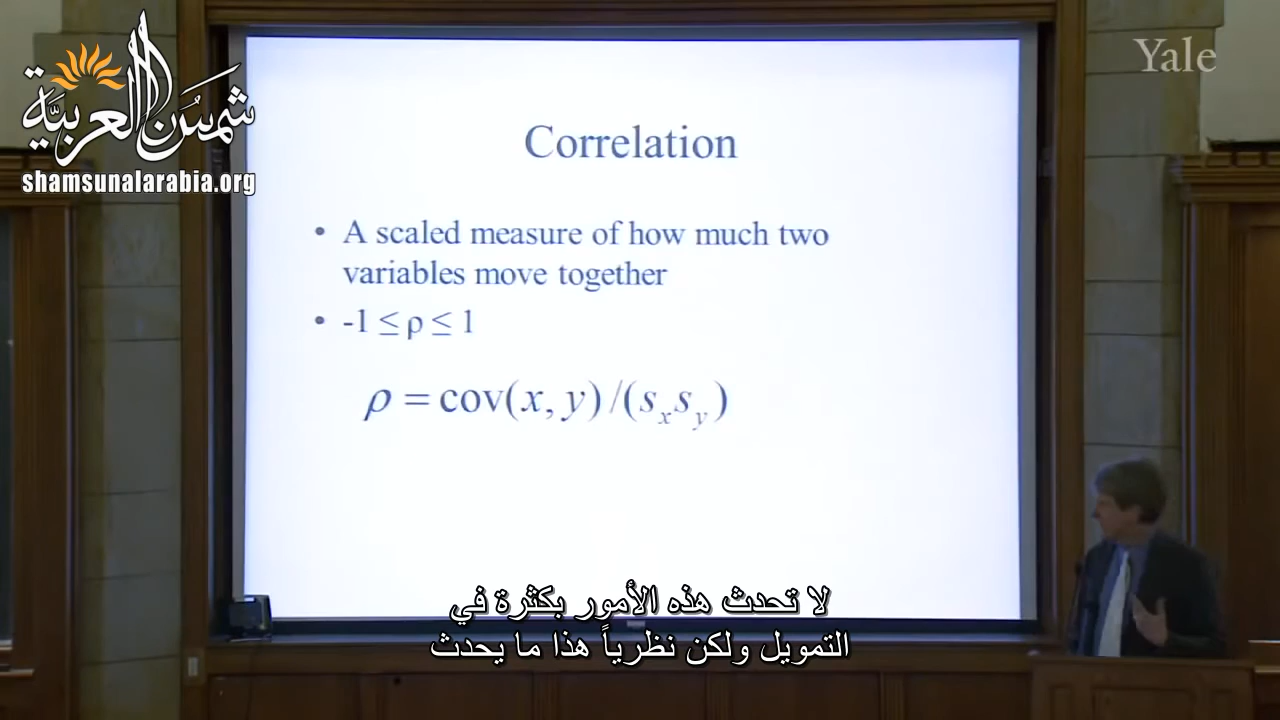 شمس العربية
shamsunalarabia.org
Yale
Correlation
• A scaled measure of how much two
variables move together
• -1 ≤ ρ ≤ 1
ρ = cov(x, y) /(sₓsᵧ)
لا تحدث هذه الأمور بكثرة في
التمويل ولكن نظرياً هذا ما يحدث